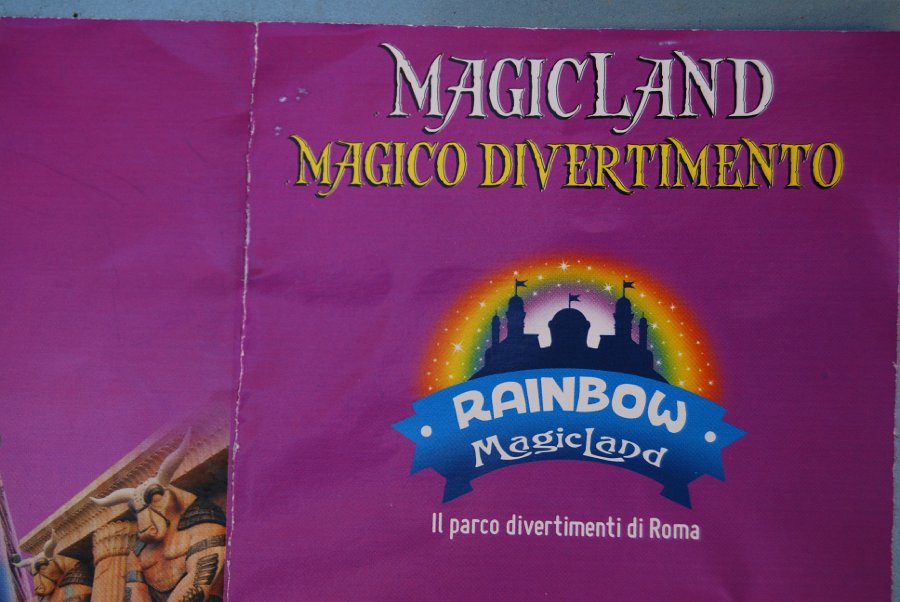 MAGICLAND
MAGICO DIVERTIMENTO
RAINBOW
MagicLand
Il parco divertimenti di Roma